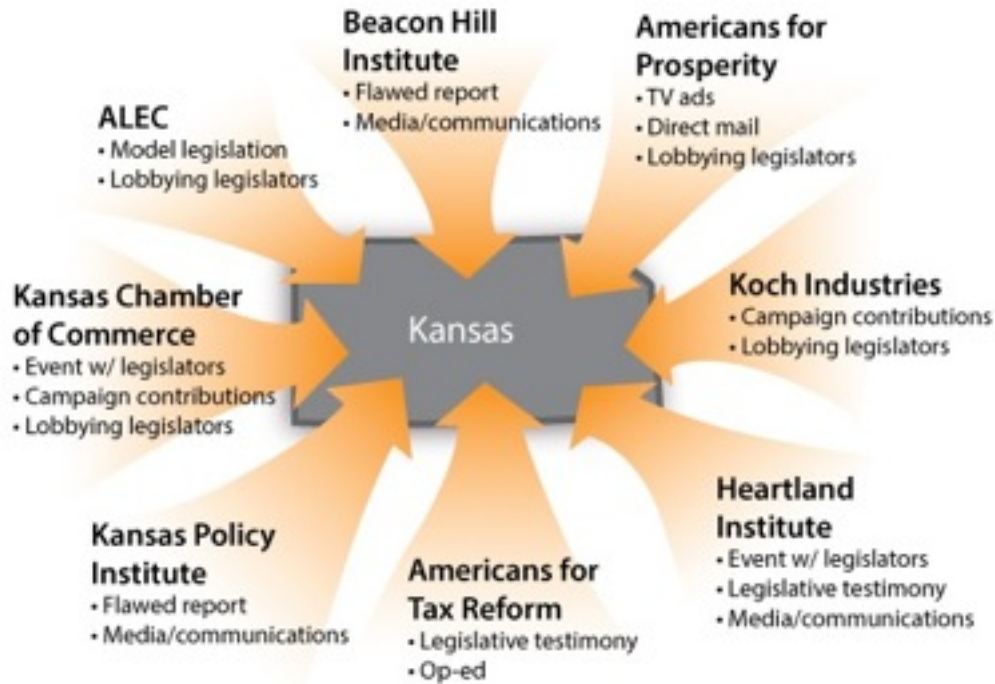 Beacon Hill
Institute
• Flawed report
• Media/communications
Americans for
Prosperity
• TV ads
• Direct mail
• Lobbying legislators
ALEC
• Model legislation
• Lobbying legislators
Kansas Chamber
of Commerce
• Event w/ legislators
• Campaign contributions
• Lobbying legislators
Kansas
Koch Industries
• Campaign contributions
• Lobbying legislators
Kansas Policy
Institute
• Flawed report
• Media/communications
Americans for
Tax Reform
• Legislative testimony
• Op-ed
Heartland
Institute
• Event w/ legislators
• Legislative testimony
• Media/communications